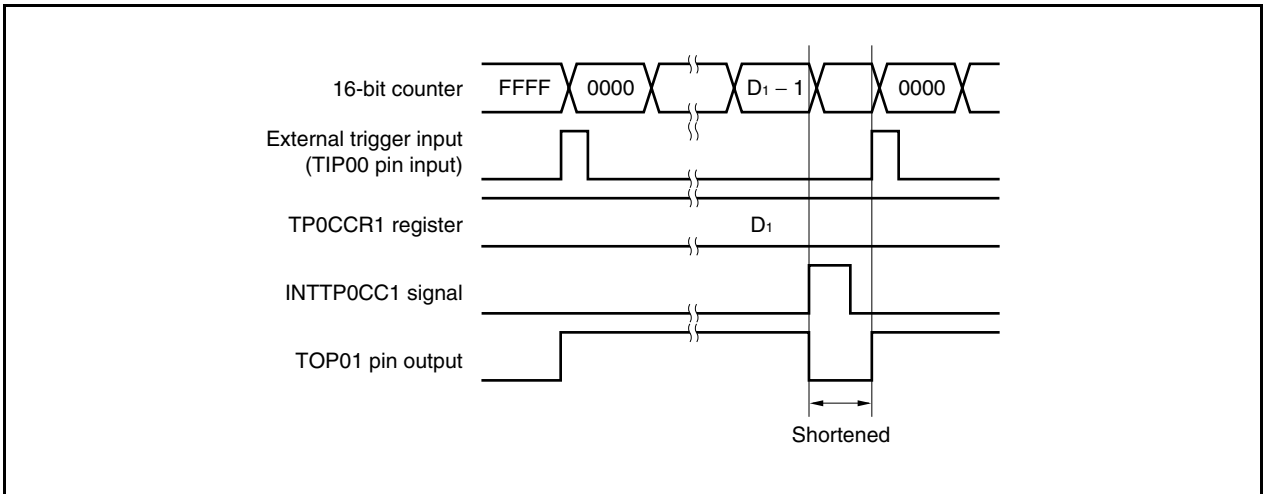 16-bit counter
FFFF 0000 D1 – 1 0000
External trigger input
(TIP00 pin input)
TP0CCR1 register
D1
INTTP0CC1 signal
TOP01 pin output
Shortened